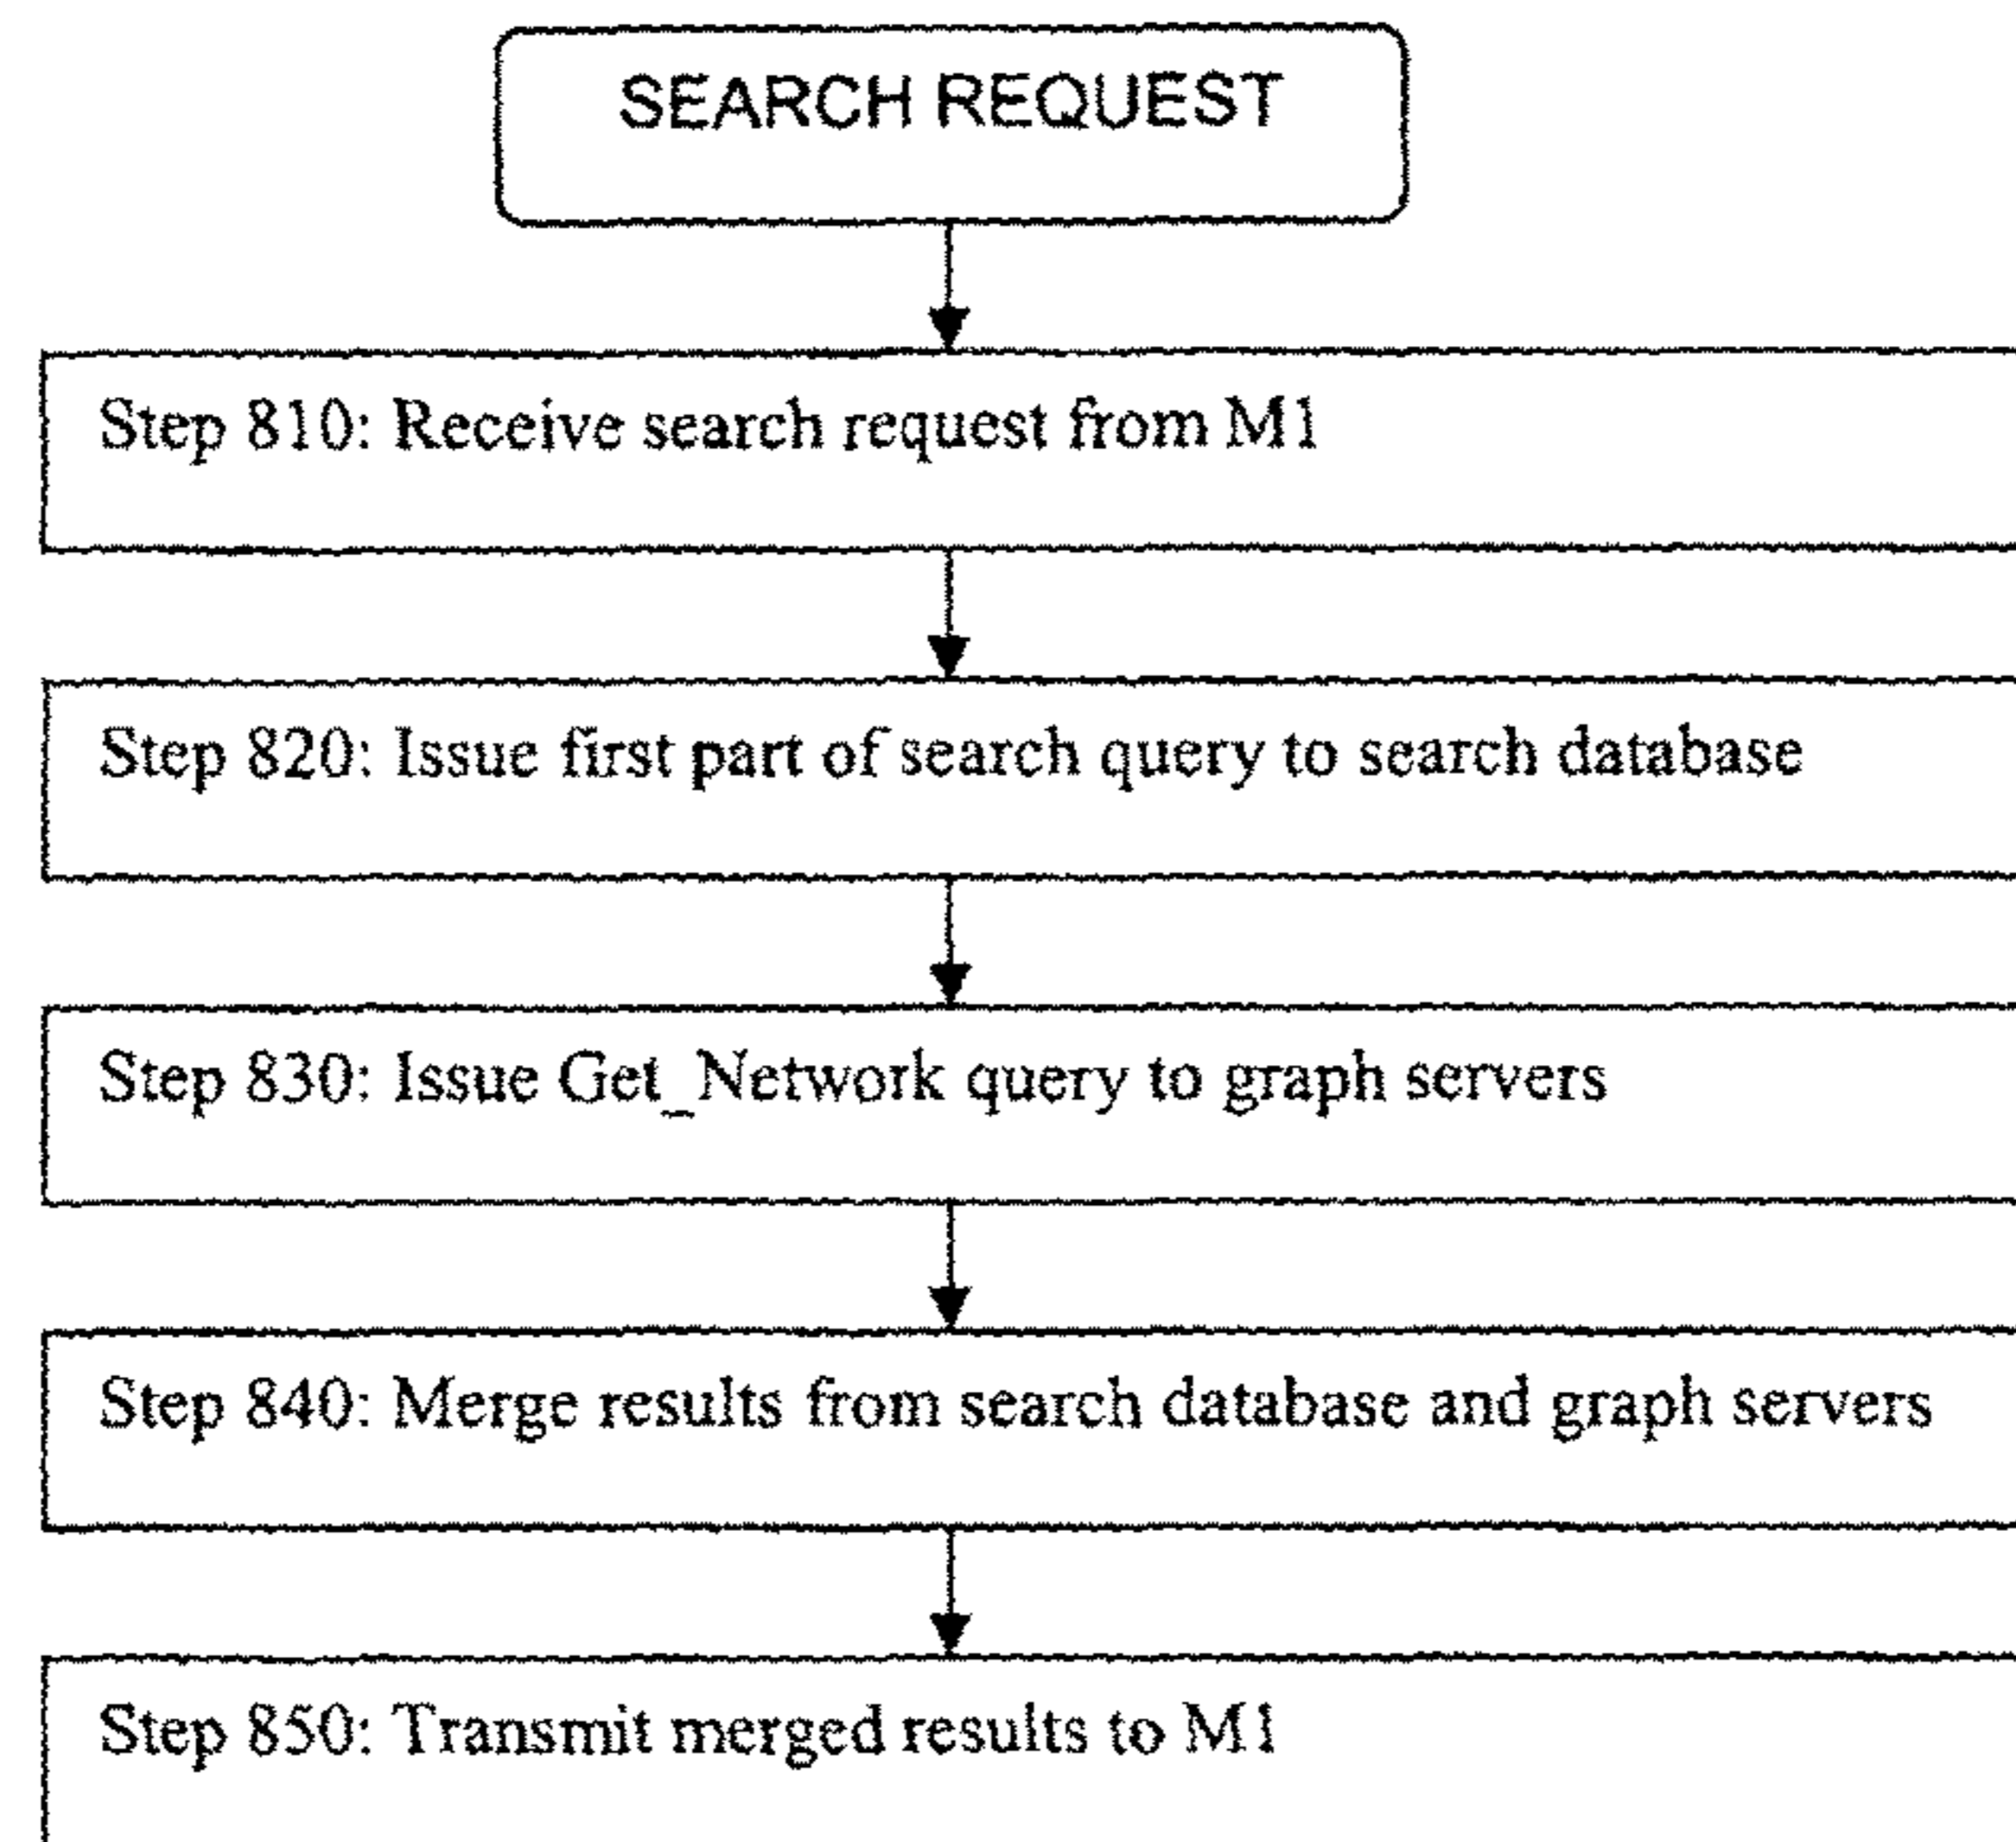 SEARCH REQUEST
Step 810: Receive search request from M1
Step 820: Issue first part of search query to search database
Step 830: Issue Get_Network query to graph servers
Step 840: Merge results from search database and graph servers
Step 850: Transmit merged results to M1